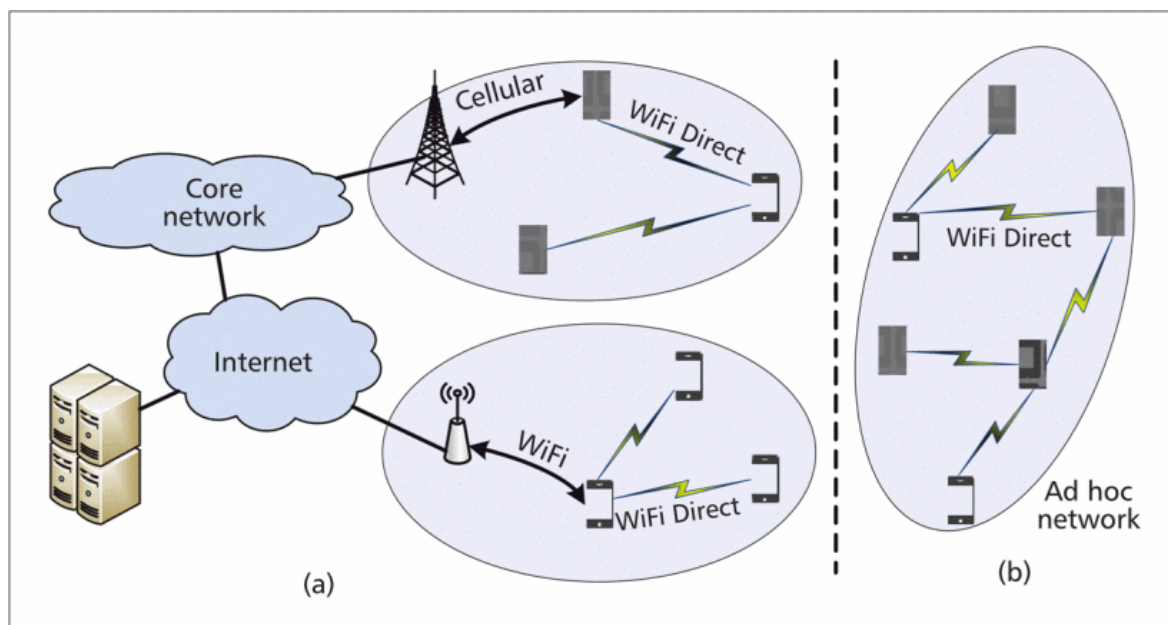 Cellular
WiFi Direct
Core
network
WiFi Direct
Internet
WiFi
WiFi Direct
Ad hoc
network
(a)
(b)